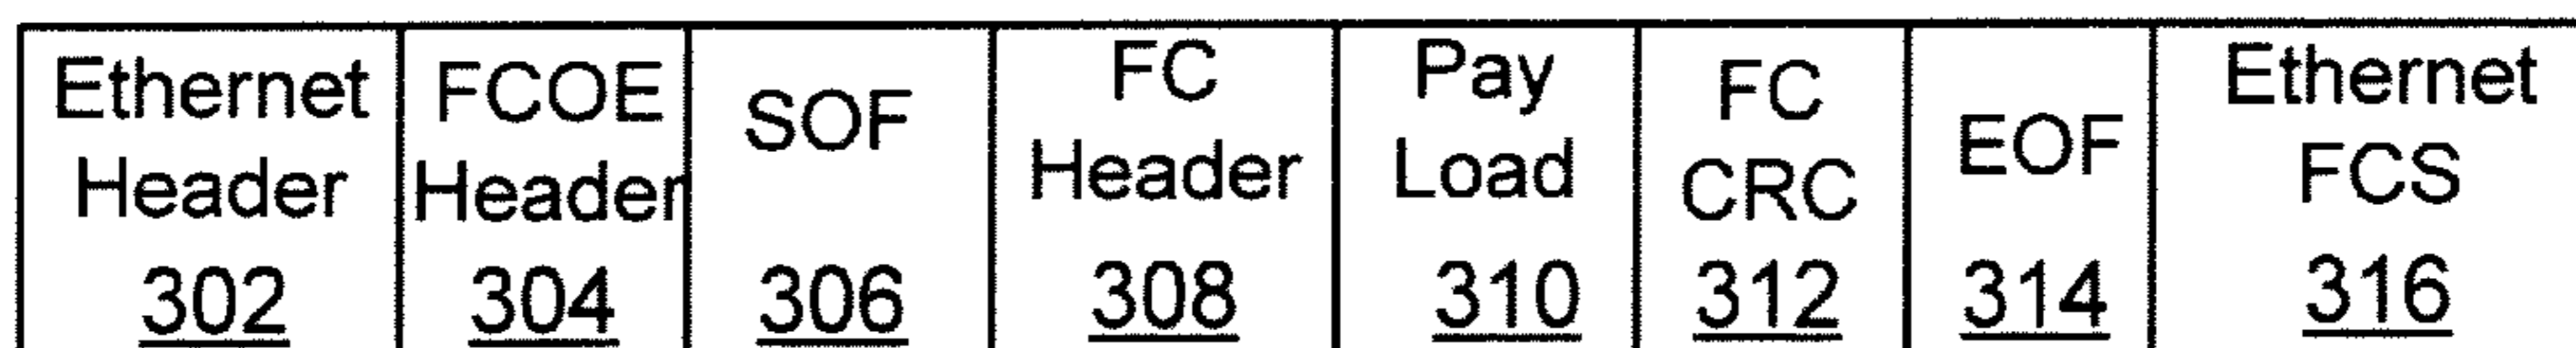 Ethernet
Header
302
FCOE
Header
304
SOF
306
FC
Header
308
Pay
Load
310
FC
CRC
312
EOF
314
Ethernet
FCS
316